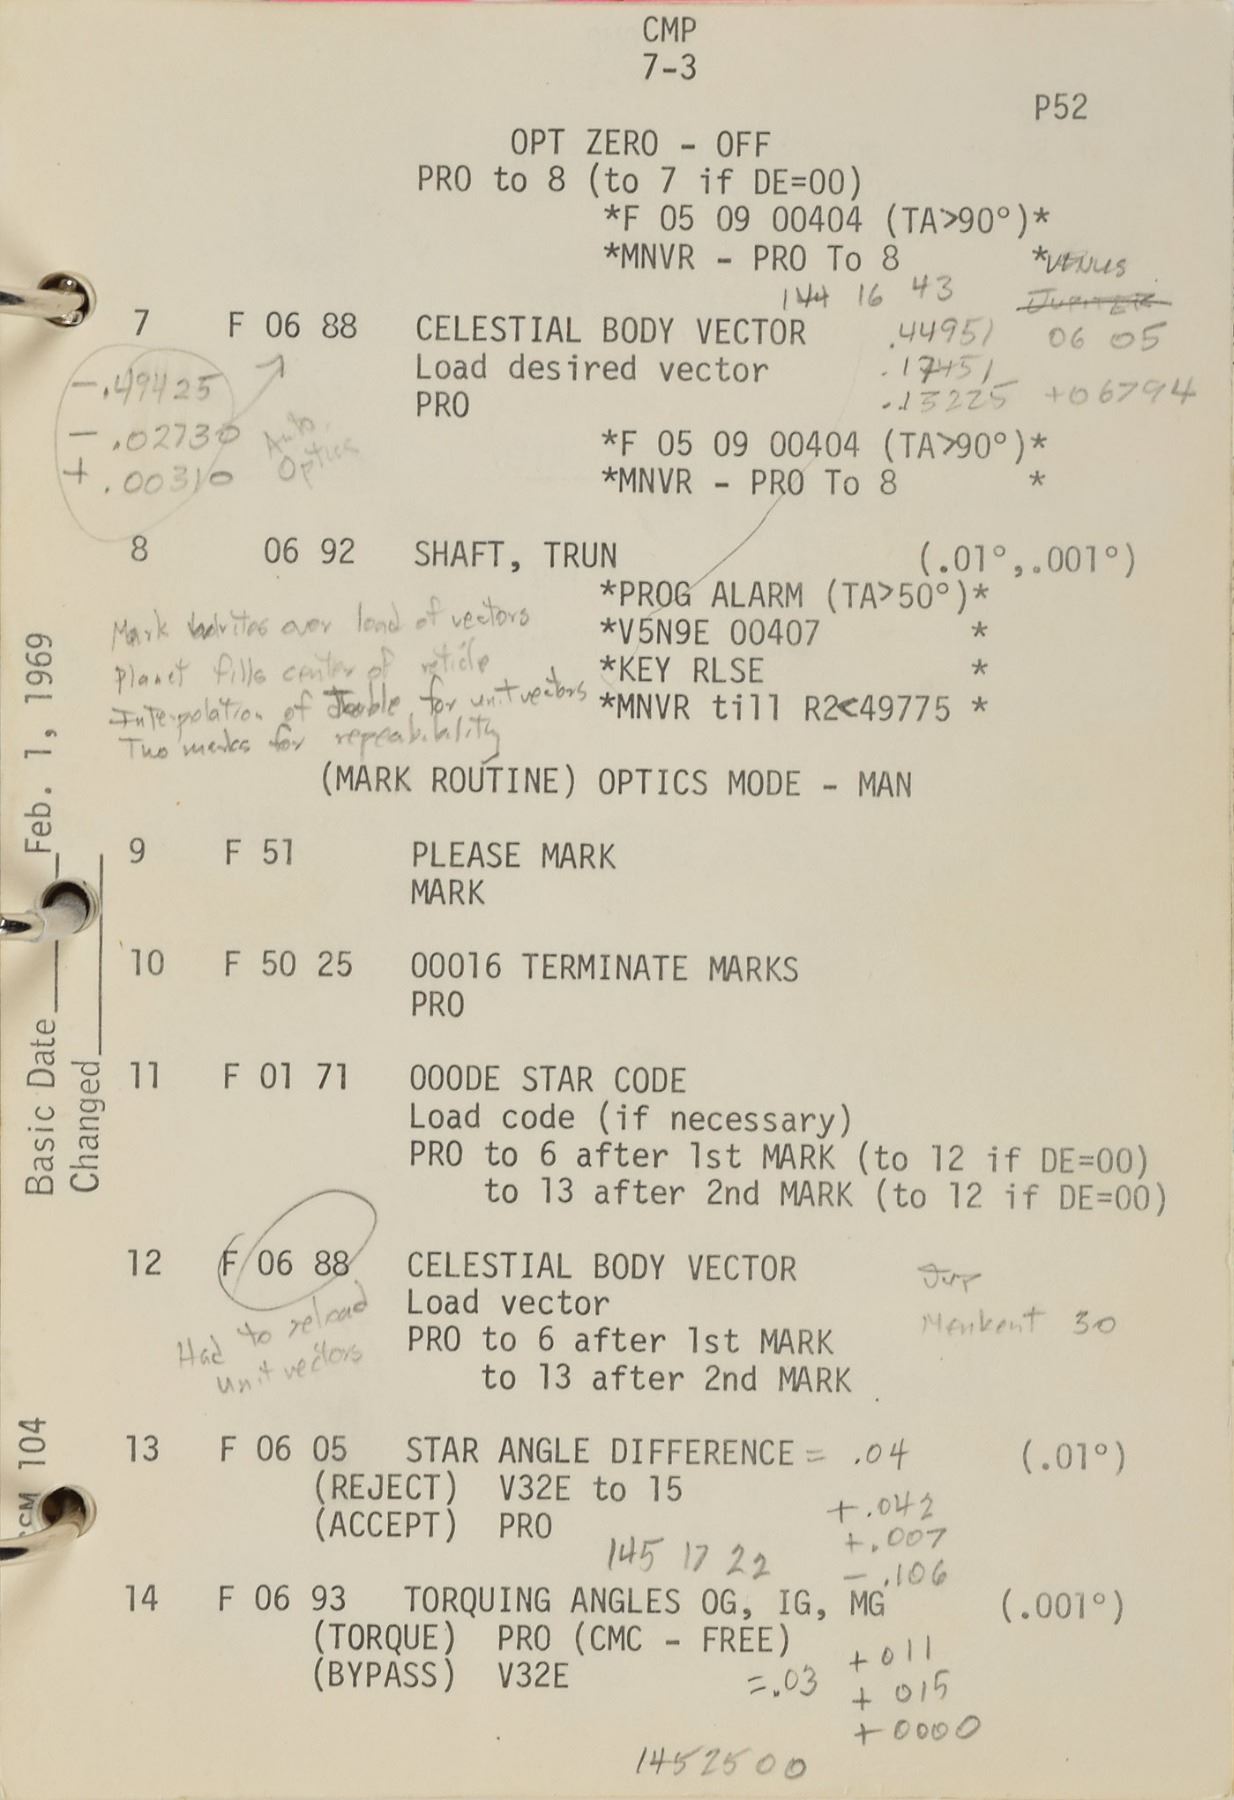 CMP
7-3
P52
OPT ZERO - OFF
PRO to 8 (to 7 if DE=00)
*F 05 09 00404 (TA>90°)*
*MNVR - PRO To 8 *
VENUS
144 16 43 JUPITER
7 F 06 88 CELESTIAL BODY VECTOR .44951 06 05
-.49425 Load desired vector
PRO .13225 +06794
-.02730 Auto
*F 05 09 00404 (TA>90°)*
+.00310 Optics
*MNVR - PRO To 8 *
8 06 92 SHAFT, TRUN (.01°,.001°)
*PROG ALARM (TA>50°)*
Mark writes over load of vectors
*V5N9E 00407 *
Planet fills center of reticle
*KEY RLSE *
Interpolation of Table for unit vectors
*MNVR till R2<49775 *
Two marks for repeatability
(MARK ROUTINE) OPTICS MODE - MAN
Basic Date Feb. 1, 1969
Changed
9 F 51 PLEASE MARK
MARK
10 F 50 25 00016 TERMINATE MARKS
PRO
11 F 01 71 000DE STAR CODE
Load code (if necessary)
PRO to 6 after 1st MARK (to 12 if DE=00)
to 13 after 2nd MARK (to 12 if DE=00)
12 F 06 88 CELESTIAL BODY VECTOR Jup
Load vector Menkent 30
Had to reload
unit vectors
PRO to 6 after 1st MARK
to 13 after 2nd MARK
CSM 104
13 F 06 05 STAR ANGLE DIFFERENCE = .04 (.01°)
(REJECT) V32E to 15
+.042
(ACCEPT) PRO
+.007
145 17 22 -.106
14 F 06 93 TORQUING ANGLES OG, IG, MG (.001°)
(TORQUE) PRO (CMC - FREE)
+011
(BYPASS) V32E =.03
+015
+0000
1452500